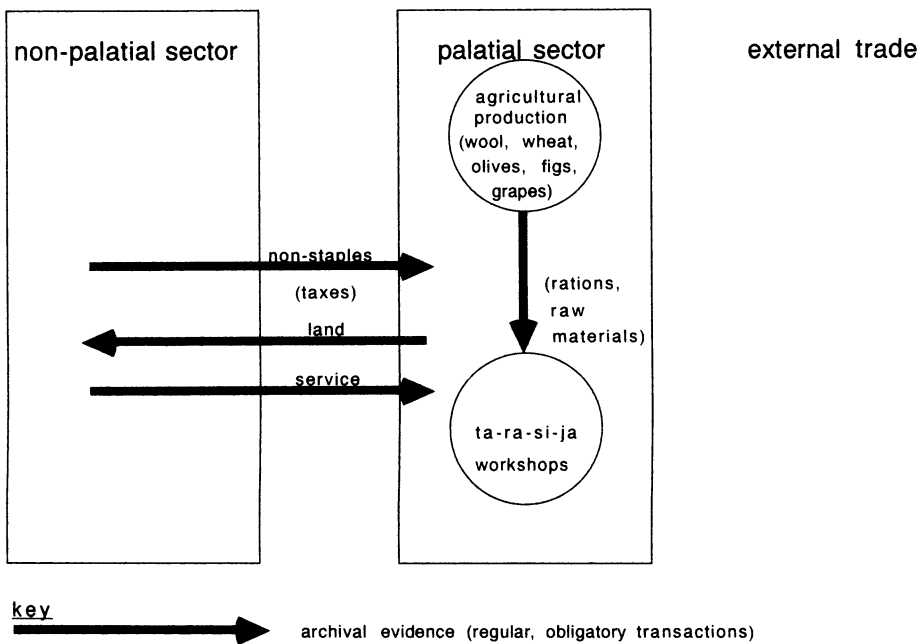 non-palatial sector
palatial sector
external trade
agricultural
production
(wool, wheat,
olives, figs,
grapes)
non-staples
(taxes)
land
service
(rations,
raw
materials)
ta-ra-si-ja
workshops
key
archival evidence (regular, obligatory transactions)